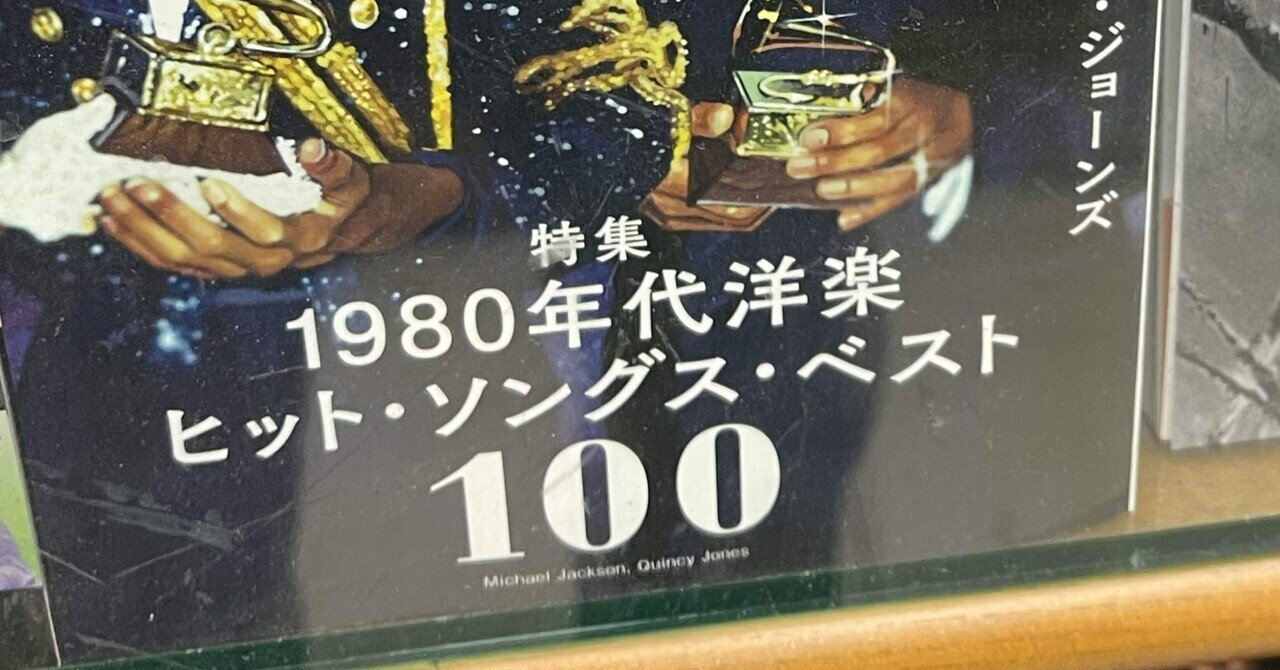 ・ジョーンズ
特集
1980年代洋楽
ヒット・ソングス・ベスト
100
Michael Jackson, Quincy Jones